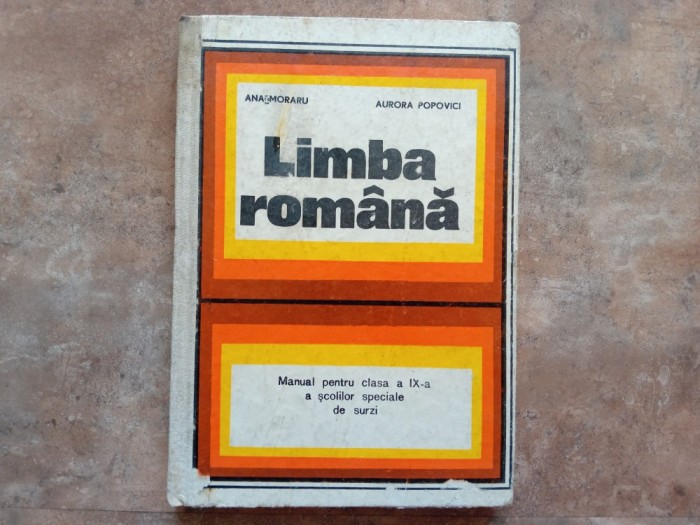 ANA MORARU AURORA POPOVICI
Limba
română
Manual pentru clasa a IX-a
a școlilor speciale
de surzi